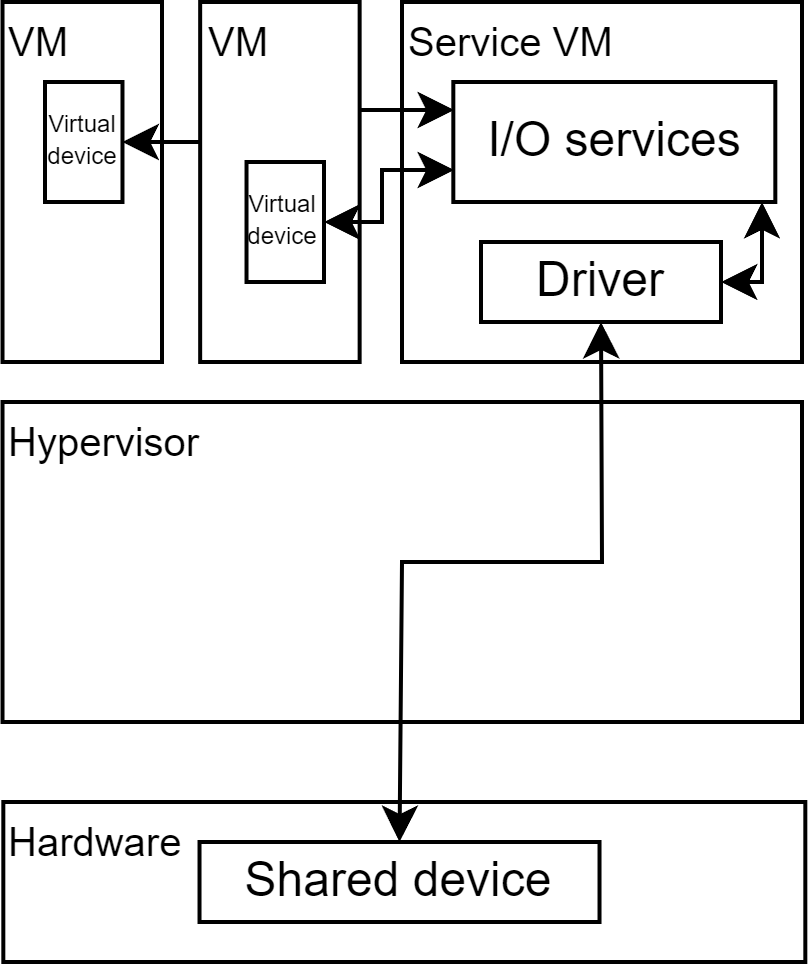 VM
VM
Service VM
Virtual
device
I/O services
Virtual
device
Driver
Hypervisor
Hardware
Shared device